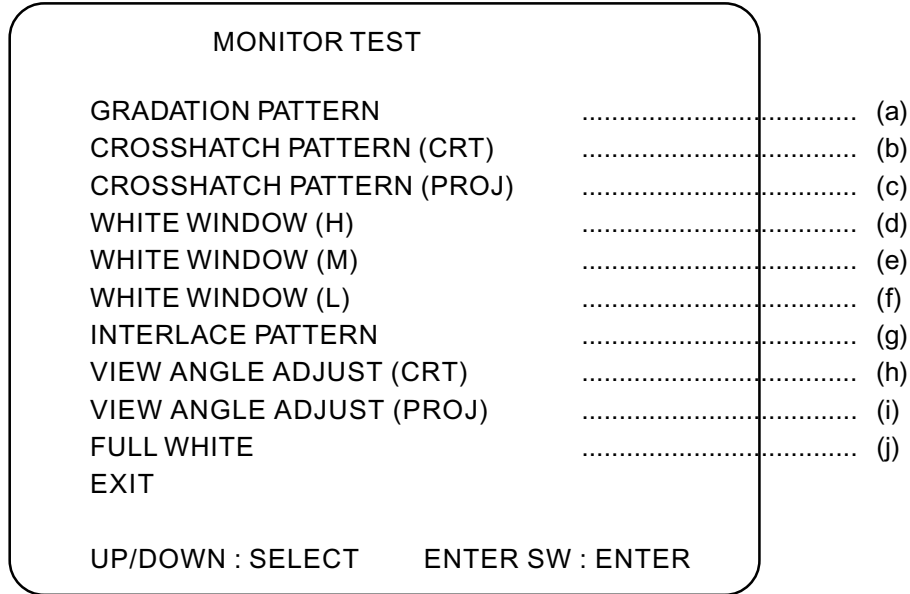 MONITOR TEST
GRADATION PATTERN ................................... (a)
CROSSHATCH PATTERN (CRT) ................................... (b)
CROSSHATCH PATTERN (PROJ) ................................... (c)
WHITE WINDOW (H) ................................... (d)
WHITE WINDOW (M) ................................... (e)
WHITE WINDOW (L) ................................... (f)
INTERLACE PATTERN ................................... (g)
VIEW ANGLE ADJUST (CRT) ................................... (h)
VIEW ANGLE ADJUST (PROJ) ................................... (i)
FULL WHITE ................................... (j)
EXIT
UP/DOWN : SELECT ENTER SW : ENTER